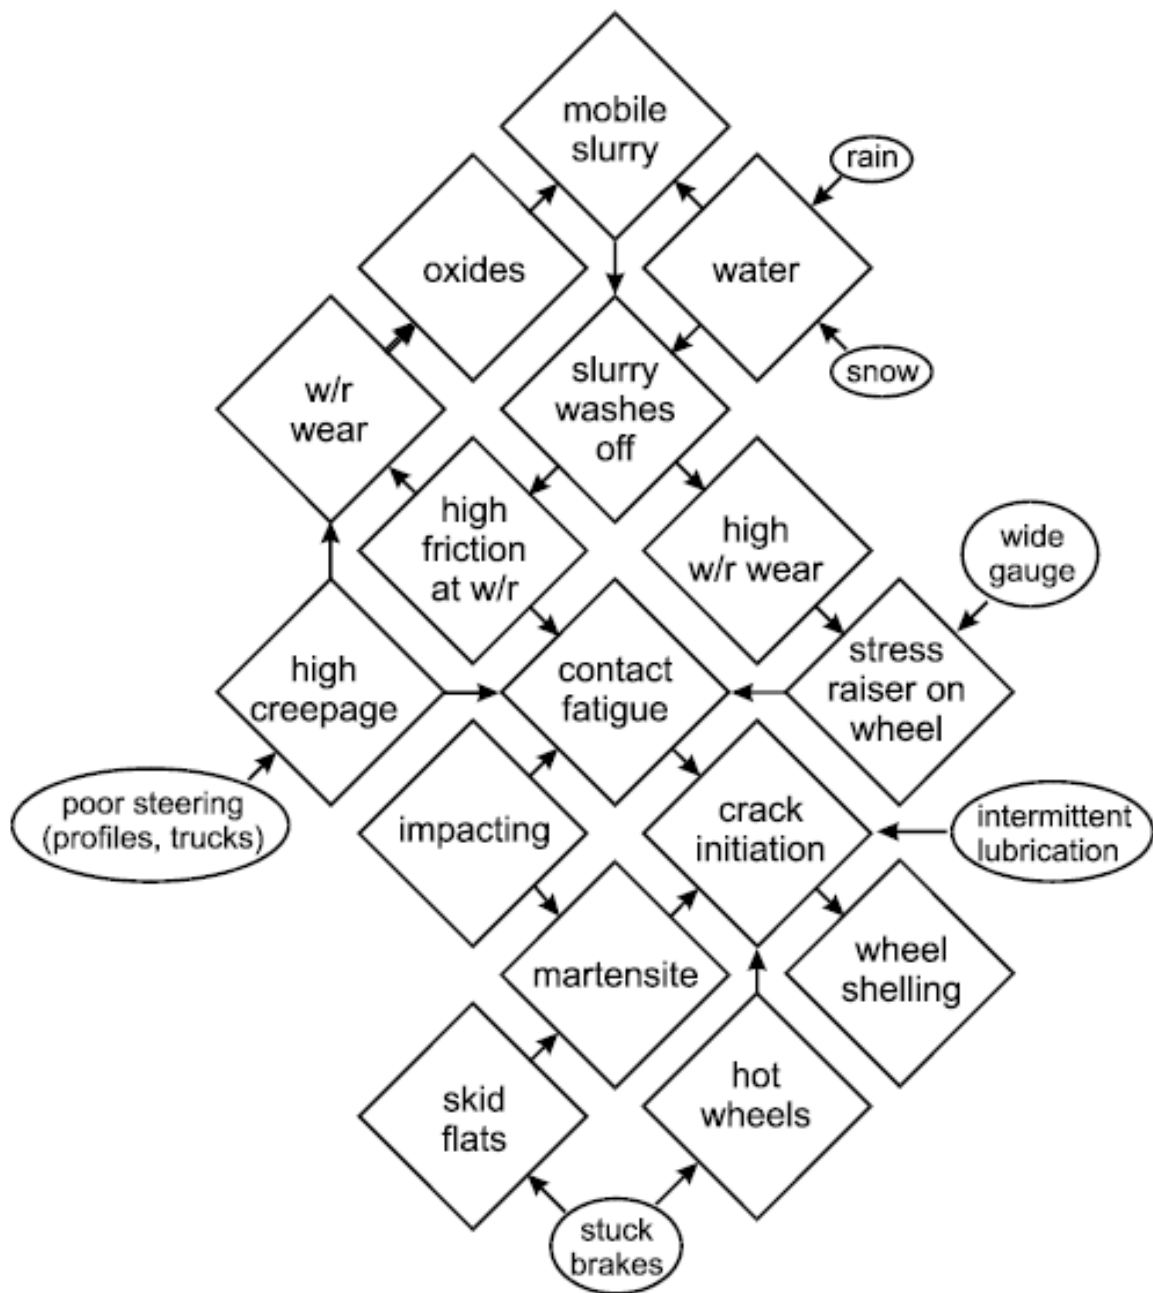 mobile
slurry
rain
oxides
water
snow
w/r
wear
slurry
washes
off
high
friction
at w/r
high
w/r wear
wide
gauge
high
creepage
contact
fatigue
stress
raiser on
wheel
poor steering
(profiles, trucks)
impacting
crack
initiation
intermittent
lubrication
martensite
wheel
shelling
skid
flats
hot
wheels
stuck
brakes